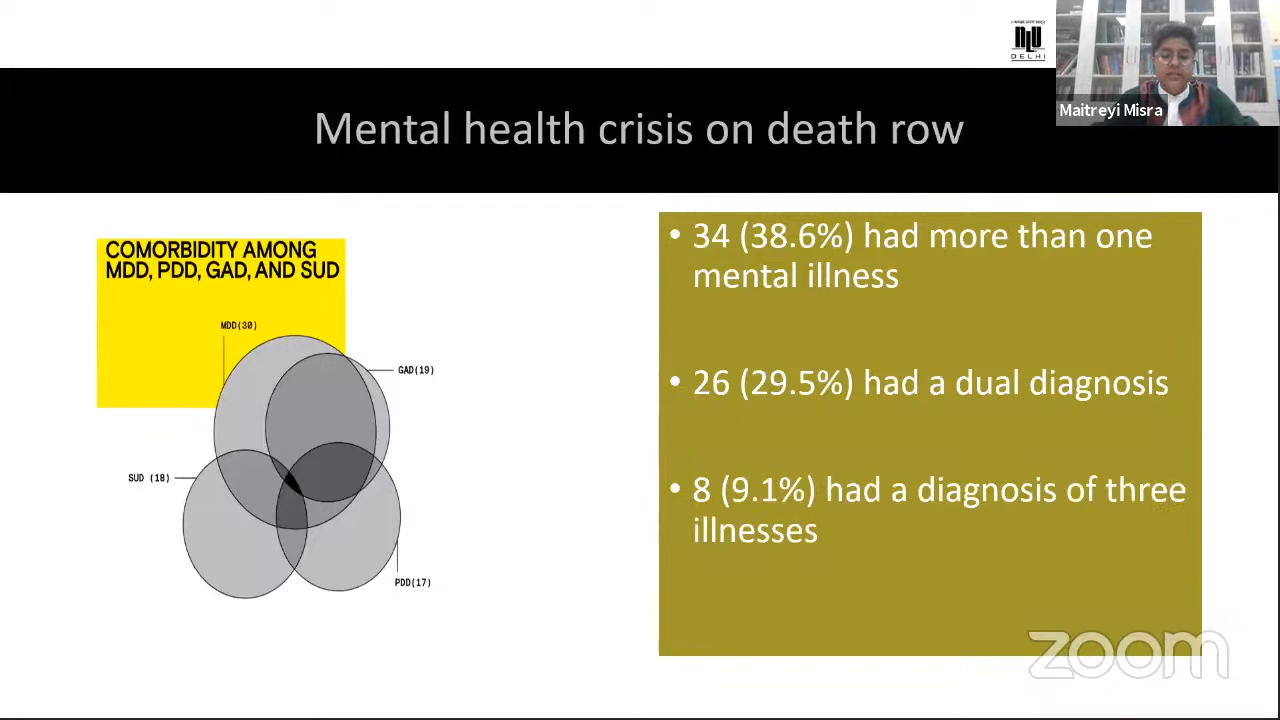 NLU
DELHI
Maitreyi Misra
Mental health crisis on death row
COMORBIDITY AMONG
MDD, PDD, GAD, AND SUD
MDD(30)
GAD(19)
SUD (18)
PDD(17)
• 34 (38.6%) had more than one
mental illness
• 26 (29.5%) had a dual diagnosis
• 8 (9.1%) had a diagnosis of three
illnesses
zoom